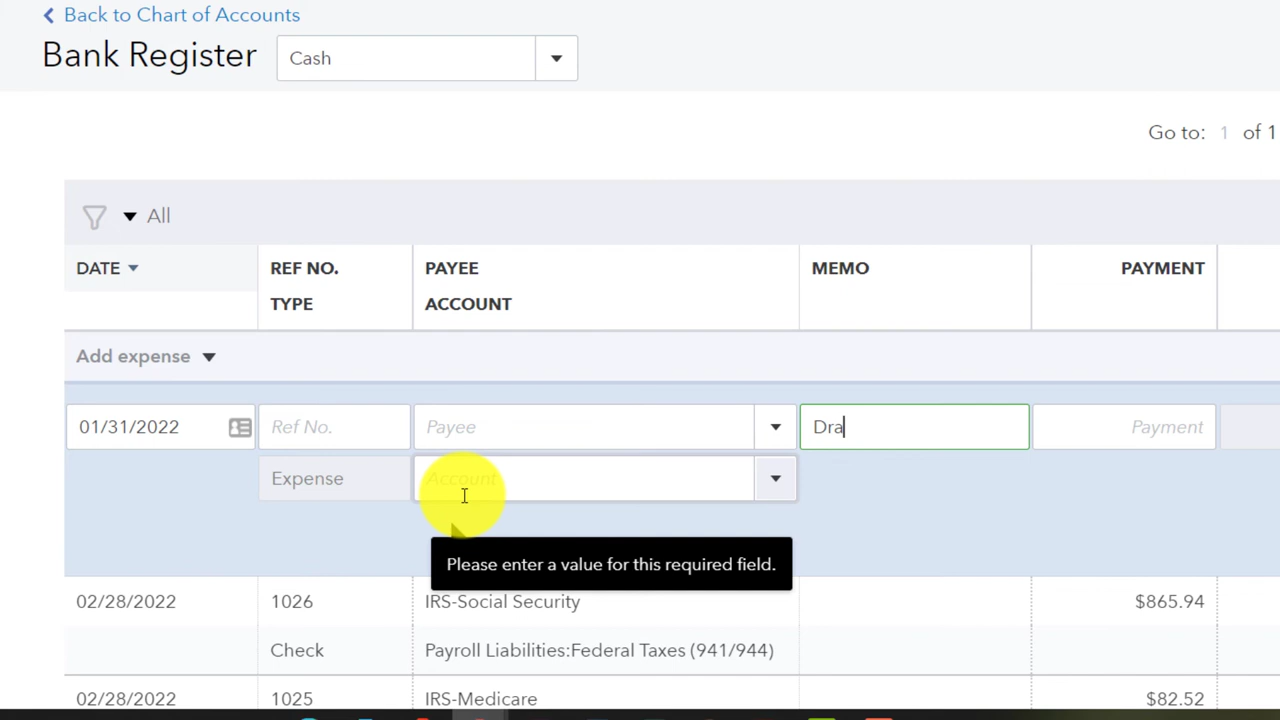 Back to Chart of Accounts
Bank Register Cash
Go to: 1 of 1
All
DATE REF NO. PAYEE MEMO PAYMENT
TYPE ACCOUNT
Add expense
01/31/2022 Ref No. Payee Dra Payment
Expense Account
Please enter a value for this required field.
02/28/2022 1026 IRS-Social Security $865.94
Check Payroll Liabilities:Federal Taxes (941/944)
02/28/2022 1025 IRS-Medicare $82.52